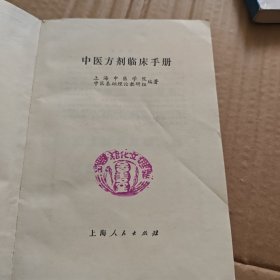 中医方剂临床手册
上海中医学院
中医基础理论教研组 编著
上海人民出版社